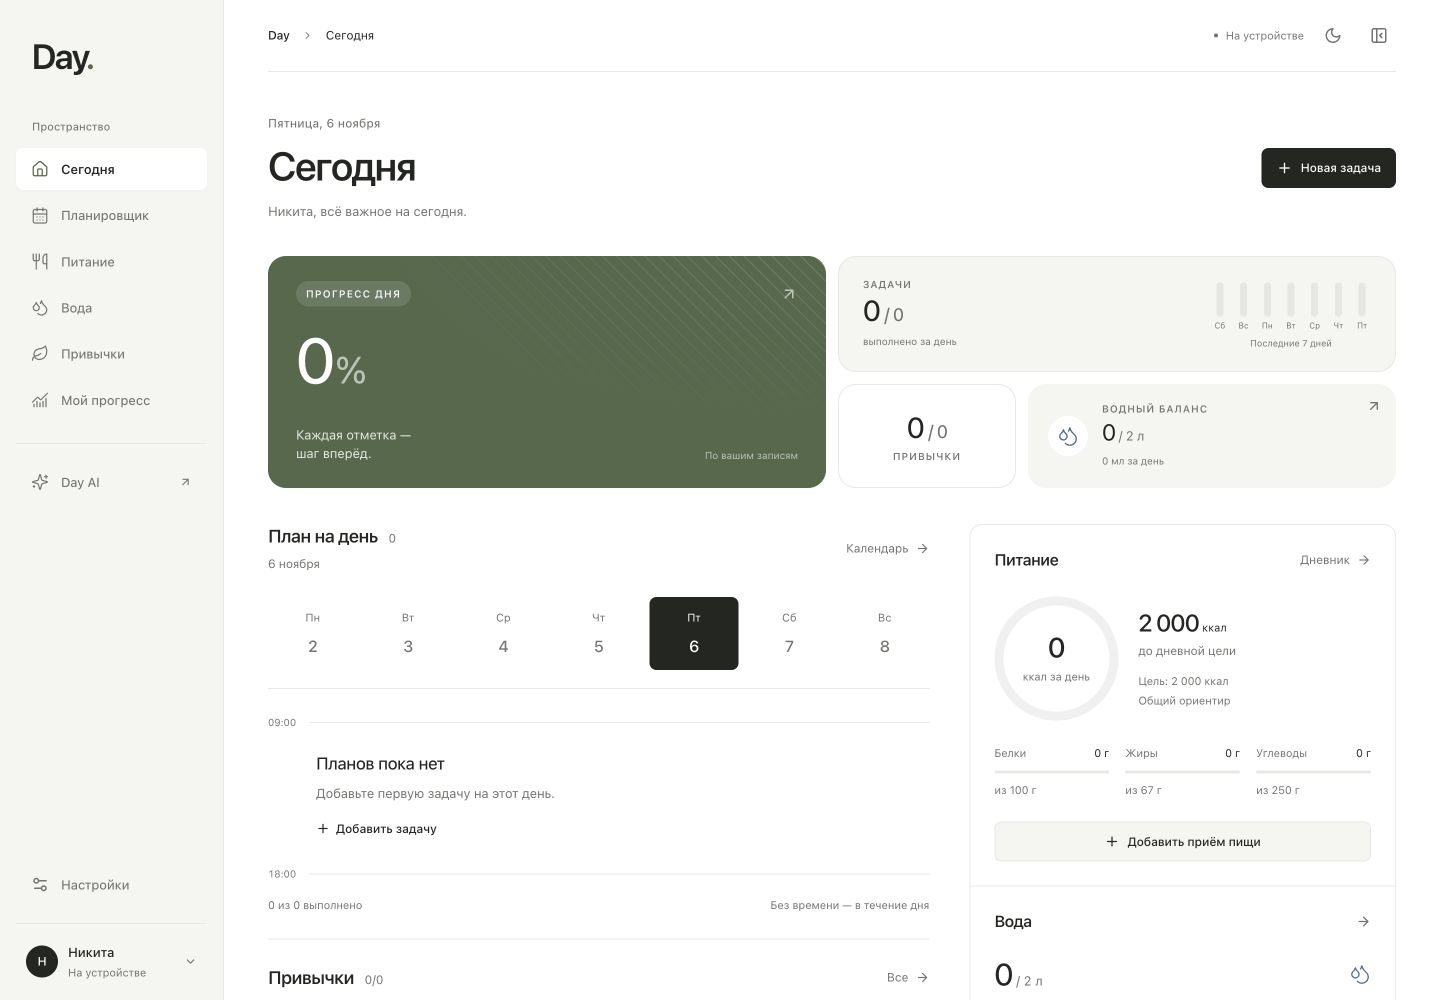 Day.
Пространство
Сегодня
Планировщик
Питание
Вода
Привычки
Мой прогресс
Day AI
Настройки
Н
Никита
На устройстве
Day
Сегодня
На устройстве
Пятница, 6 ноября
Сегодня
Никита, всё важное на сегодня.
Новая задача
ПРОГРЕСС ДНЯ
0%
Каждая отметка —
шаг вперёд.
По вашим записям
ЗАДАЧИ
0 / 0
выполнено за день
Сб Вс Пн Вт Ср Чт Пт
Последние 7 дней
0 / 0
ПРИВЫЧКИ
ВОДНЫЙ БАЛАНС
0 / 2 л
0 мл за день
План на день 0
6 ноября
Календарь
Пн Вт Ср Чт Пт Сб Вс
2 3 4 5 6 7 8
09:00
Планов пока нет
Добавьте первую задачу на этот день.
Добавить задачу
18:00
0 из 0 выполнено
Без времени — в течение дня
Привычки 0/0
Все
Питание
Дневник
0
ккал за день
2 000 ккал
до дневной цели
Цель: 2 000 ккал
Общий ориентир
Белки 0 г
из 100 г
Жиры 0 г
из 67 г
Углеводы 0 г
из 250 г
Добавить приём пищи
Вода
0 / 2 л